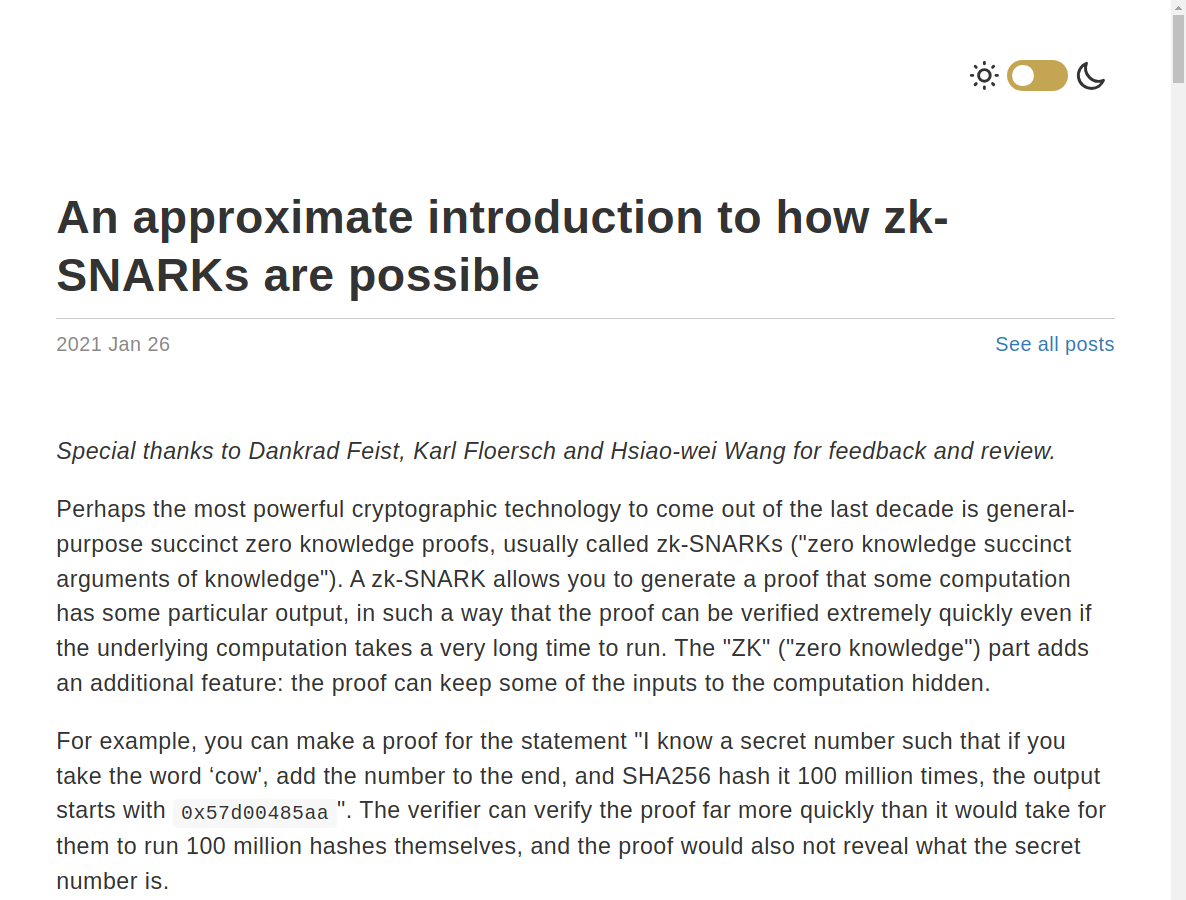 An approximate introduction to how zk-
SNARKs are possible
2021 Jan 26
See all posts
Special thanks to Dankrad Feist, Karl Floersch and Hsiao-wei Wang for feedback and review.
Perhaps the most powerful cryptographic technology to come out of the last decade is general-
purpose succinct zero knowledge proofs, usually called zk-SNARKs ("zero knowledge succinct
arguments of knowledge"). A zk-SNARK allows you to generate a proof that some computation
has some particular output, in such a way that the proof can be verified extremely quickly even if
the underlying computation takes a very long time to run. The "ZK" ("zero knowledge") part adds
an additional feature: the proof can keep some of the inputs to the computation hidden.
For example, you can make a proof for the statement "I know a secret number such that if you
take the word ‘cow', add the number to the end, and SHA256 hash it 100 million times, the output
starts with 0x57d00485aa". The verifier can verify the proof far more quickly than it would take for
them to run 100 million hashes themselves, and the proof would also not reveal what the secret
number is.